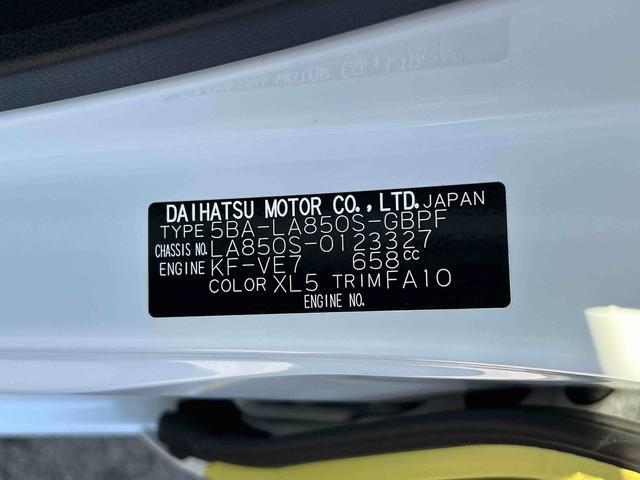 DAIHATSU MOTOR CO.,LTD. JAPAN
TYPE 5BA-LA850S-GBPF
CHASSIS NO. LA850S-0123327
ENGINE KF-VE7 658cc
COLOR XL5 TRIM FA10
ENGINE NO.